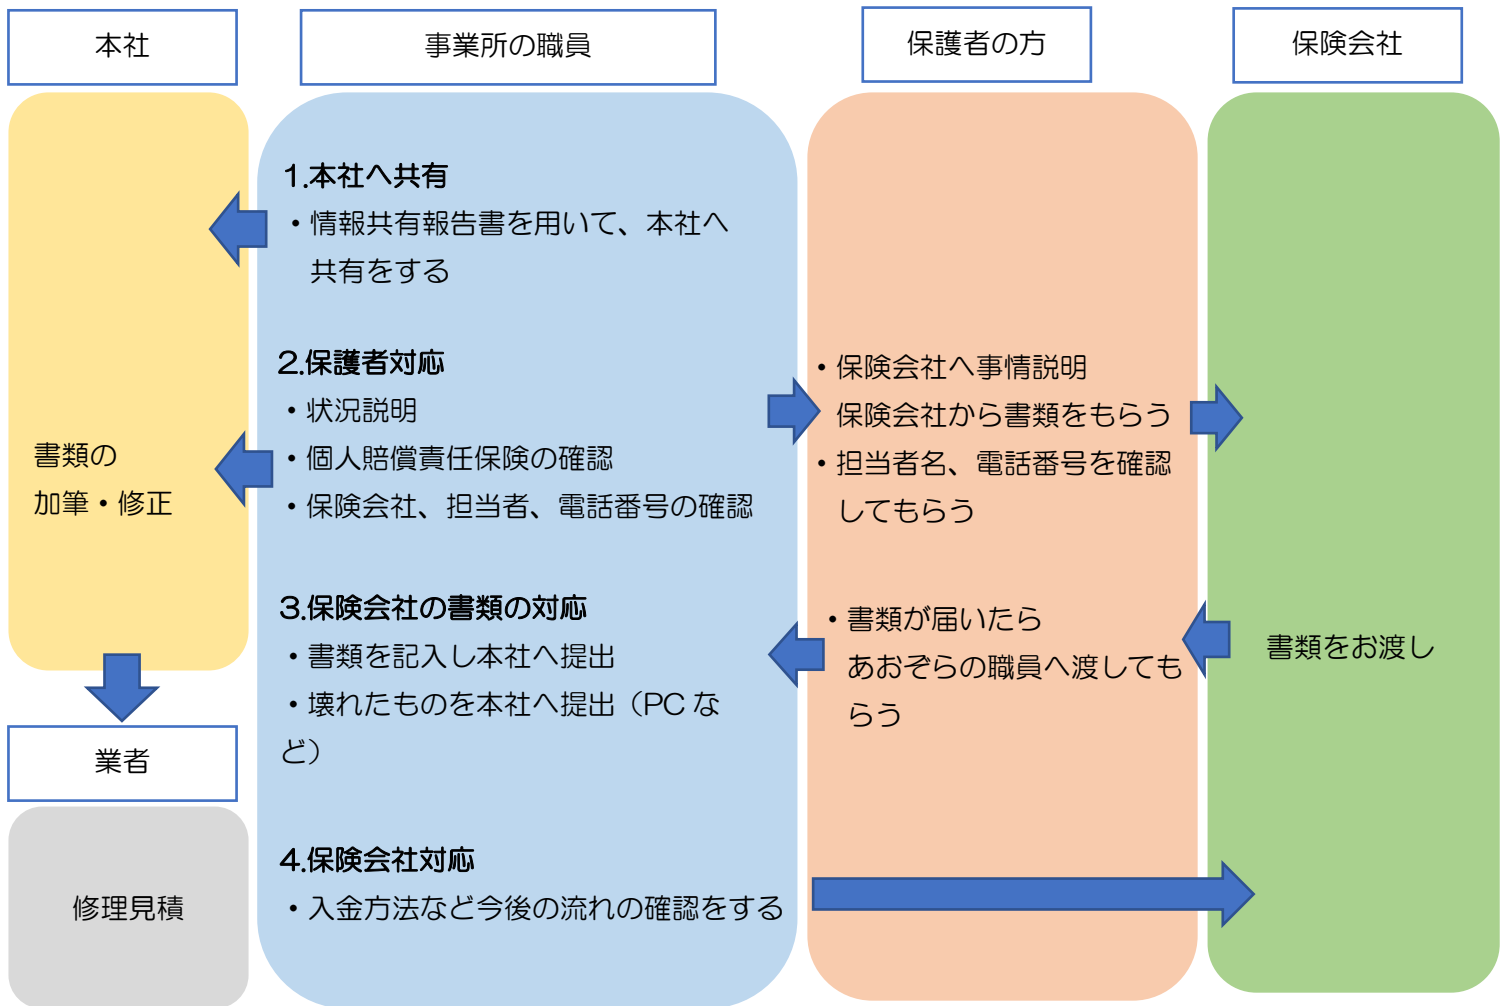 本社
事業所の職員
保護者の方
保険会社
1.本社へ共有
・情報共有報告書を用いて、本社へ
共有をする
2.保護者対応
・状況説明
・個人賠償責任保険の確認
・保険会社、担当者、電話番号の確認
3.保険会社の書類の対応
・書類を記入し本社へ提出
・壊れたものを本社へ提出（PC な
ど）
4.保険会社対応
・入金方法など今後の流れの確認をする
・保険会社へ事情説明
保険会社から書類をもらう
・担当者名、電話番号を確認
してもらう
・書類が届いたら
あおぞらの職員へ渡しても
らう
書類をお渡し
書類の
加筆・修正
業者
修理見積